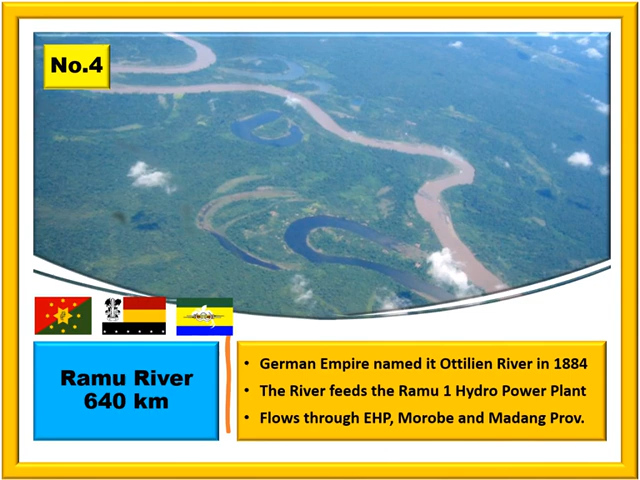 No.4
Ramu River
640 km
• German Empire named it Ottilien River in 1884
• The River feeds the Ramu 1 Hydro Power Plant
• Flows through EHP, Morobe and Madang Prov.